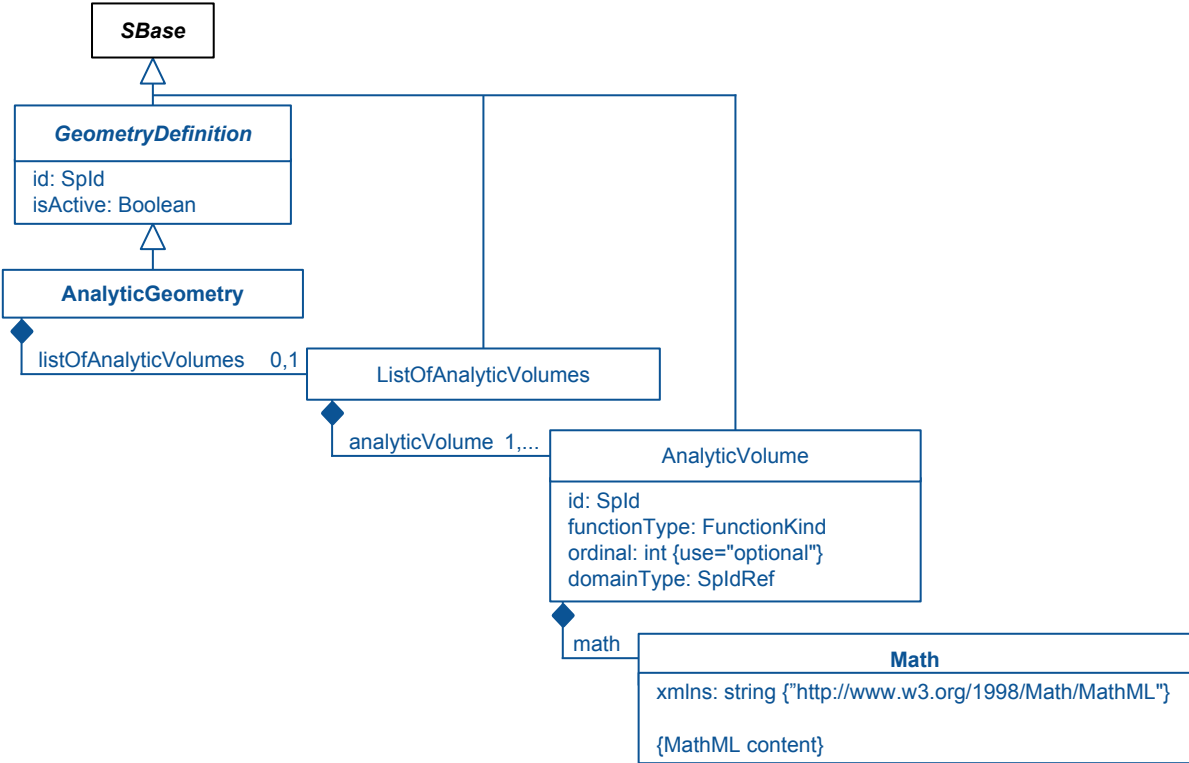 SBase
GeometryDefinition
id: SpId
isActive: Boolean
AnalyticGeometry
listOfAnalyticVolumes 0,1
ListOfAnalyticVolumes
analyticVolume 1,...
AnalyticVolume
id: SpId
functionType: FunctionKind
ordinal: int {use="optional"}
domainType: SpIdRef
math
Math
xmlns: string {”http://www.w3.org/1998/Math/MathML"}
{MathML content}